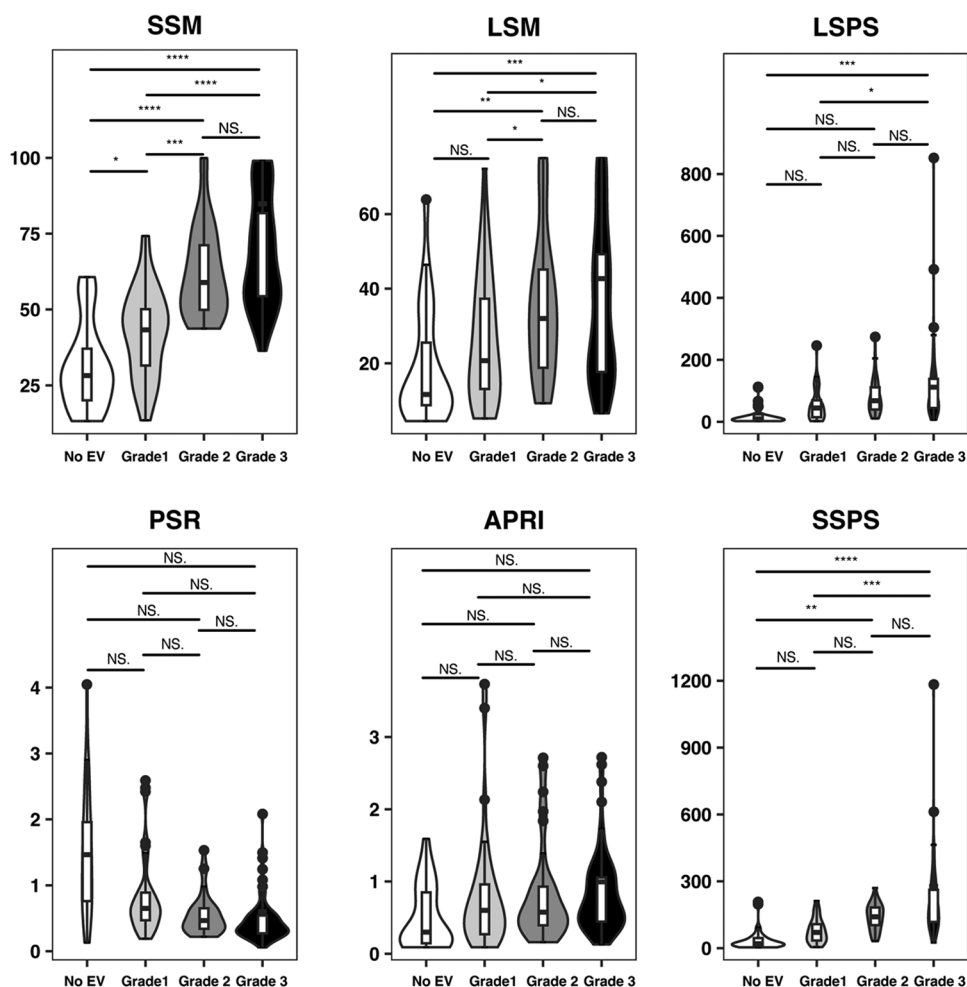 SSM
****
****
****
NS.
***
*
100
75
50
25
No EV Grade1 Grade 2 Grade 3
LSM
***
*
**
NS.
*
NS.
60
40
20
No EV Grade1 Grade 2 Grade 3
LSPS
***
*
NS.
NS.
NS.
NS.
800
600
400
200
0
No EV Grade1 Grade 2 Grade 3
PSR
NS.
NS.
NS.
NS.
NS.
NS.
4
3
2
1
0
No EV Grade1 Grade 2 Grade 3
APRI
NS.
NS.
NS.
NS.
NS.
NS.
3
2
1
0
No EV Grade1 Grade 2 Grade 3
SSPS
****
***
**
NS.
NS.
NS.
1200
900
600
300
0
No EV Grade1 Grade 2 Grade 3